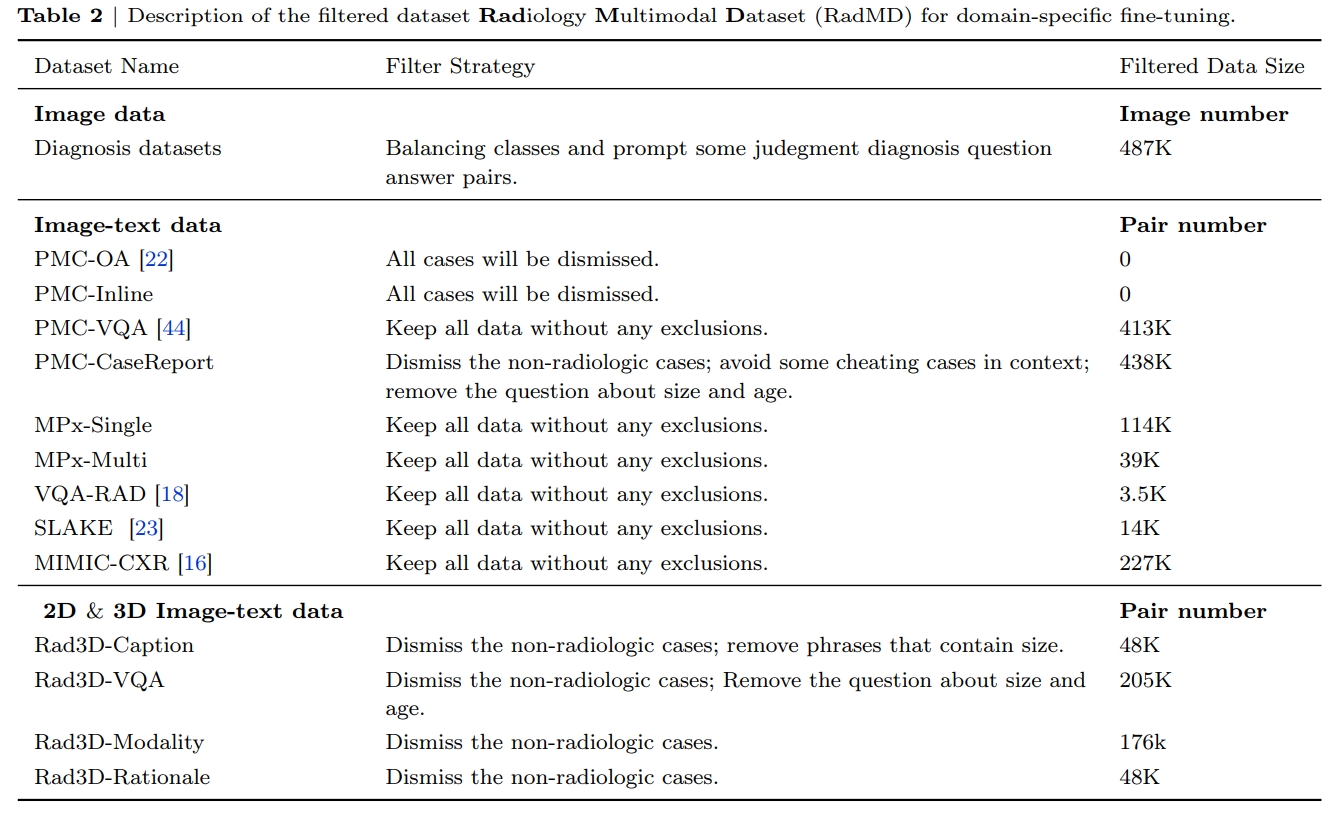 Table 2 | Description of the filtered dataset Radiology Multimodal Dataset (RadMD) for domain-specific fine-tuning.
Dataset Name Filter Strategy Filtered Data Size
Image data Image number
Diagnosis datasets Balancing classes and prompt some judegment diagnosis question 487K
answer pairs.
Image-text data Pair number
PMC-OA [22] All cases will be dismissed. 0
PMC-Inline All cases will be dismissed. 0
PMC-VQA [44] Keep all data without any exclusions. 413K
PMC-CaseReport Dismiss the non-radiologic cases; avoid some cheating cases in context; 438K
remove the question about size and age.
MPx-Single Keep all data without any exclusions. 114K
MPx-Multi Keep all data without any exclusions. 39K
VQA-RAD [18] Keep all data without any exclusions. 3.5K
SLAKE [23] Keep all data without any exclusions. 14K
MIMIC-CXR [16] Keep all data without any exclusions. 227K
2D & 3D Image-text data Pair number
Rad3D-Caption Dismiss the non-radiologic cases; remove phrases that contain size. 48K
Rad3D-VQA Dismiss the non-radiologic cases; Remove the question about size and 205K
age.
Rad3D-Modality Dismiss the non-radiologic cases. 176k
Rad3D-Rationale Dismiss the non-radiologic cases. 48K